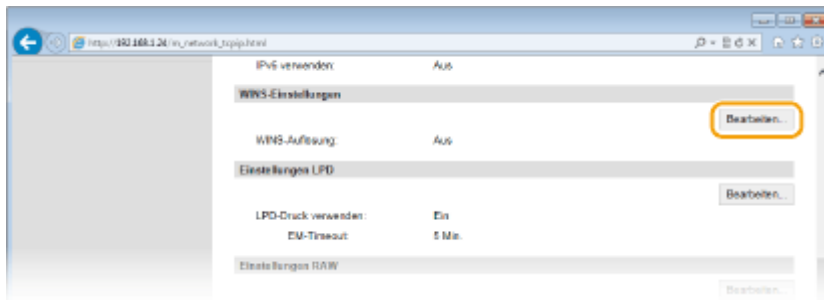 http://192.168.1.24/m_network_tcpip.html
IPv6 verwenden: Aus
WINS-Einstellungen
Bearbeiten...
WINS-Auflösung: Aus
Einstellungen LPD
Bearbeiten...
LPD-Druck verwenden: Ein
EM-Timeout: 5 Min.
Einstellungen RAW
Bearbeiten...